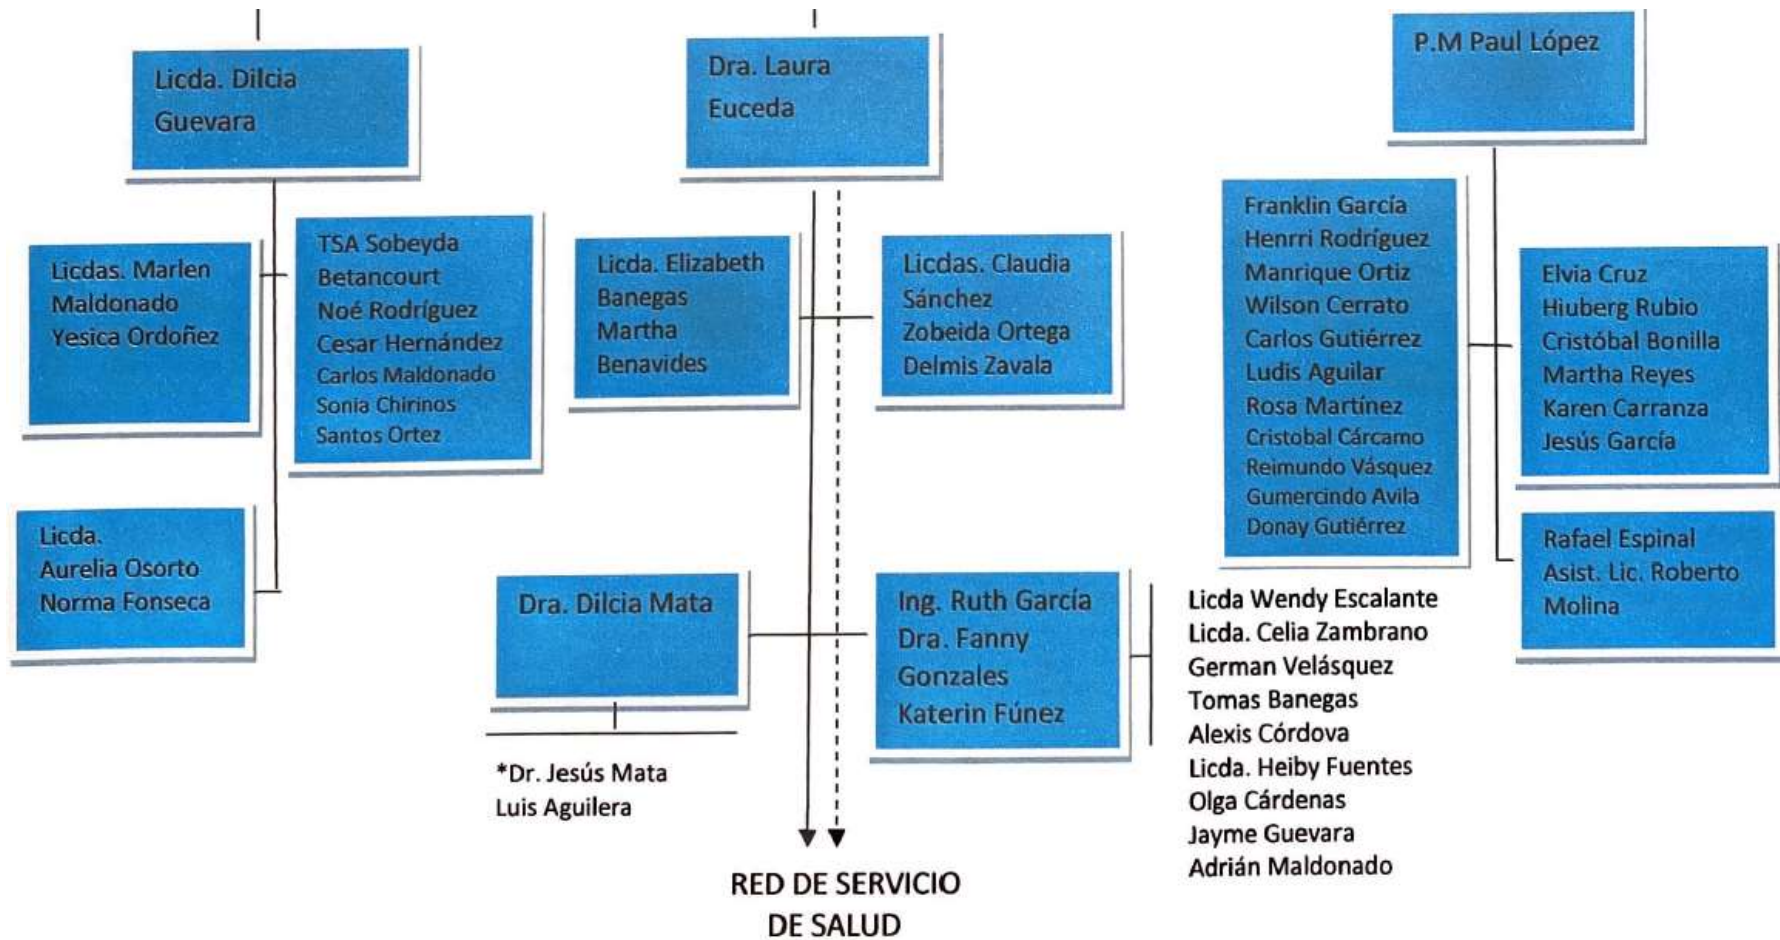 Licda. Dilcia
Guevara
Licdas. Marlen
Maldonado
Yesica Ordoñez
TSA Sobeyda
Betancourt
Noé Rodríguez
Cesar Hernández
Carlos Maldonado
Sonia Chirinos
Santos Ortez
Licda.
Aurelia Osorto
Norma Fonseca
Dra. Laura
Euceda
Licda. Elizabeth
Banegas
Martha
Benavides
Licdas. Claudia
Sánchez
Zobeida Ortega
Delmis Zavala
Dra. Dilcia Mata
*Dr. Jesús Mata
Luis Aguilera
Ing. Ruth García
Dra. Fanny
Gonzales
Katerin Fúnez
Licda Wendy Escalante
Licda. Celia Zambrano
German Velásquez
Tomas Banegas
Alexis Córdova
Licda. Heiby Fuentes
Olga Cárdenas
Jayme Guevara
Adrián Maldonado
RED DE SERVICIO
DE SALUD
P.M Paul López
Franklin García
Henrri Rodríguez
Manrique Ortiz
Wilson Cerrato
Carlos Gutiérrez
Ludis Aguilar
Rosa Martínez
Cristobal Cárcamo
Reimundo Vásquez
Gumercindo Avila
Donay Gutiérrez
Elvia Cruz
Hiuberg Rubio
Cristóbal Bonilla
Martha Reyes
Karen Carranza
Jesús García
Rafael Espinal
Asist. Lic. Roberto
Molina